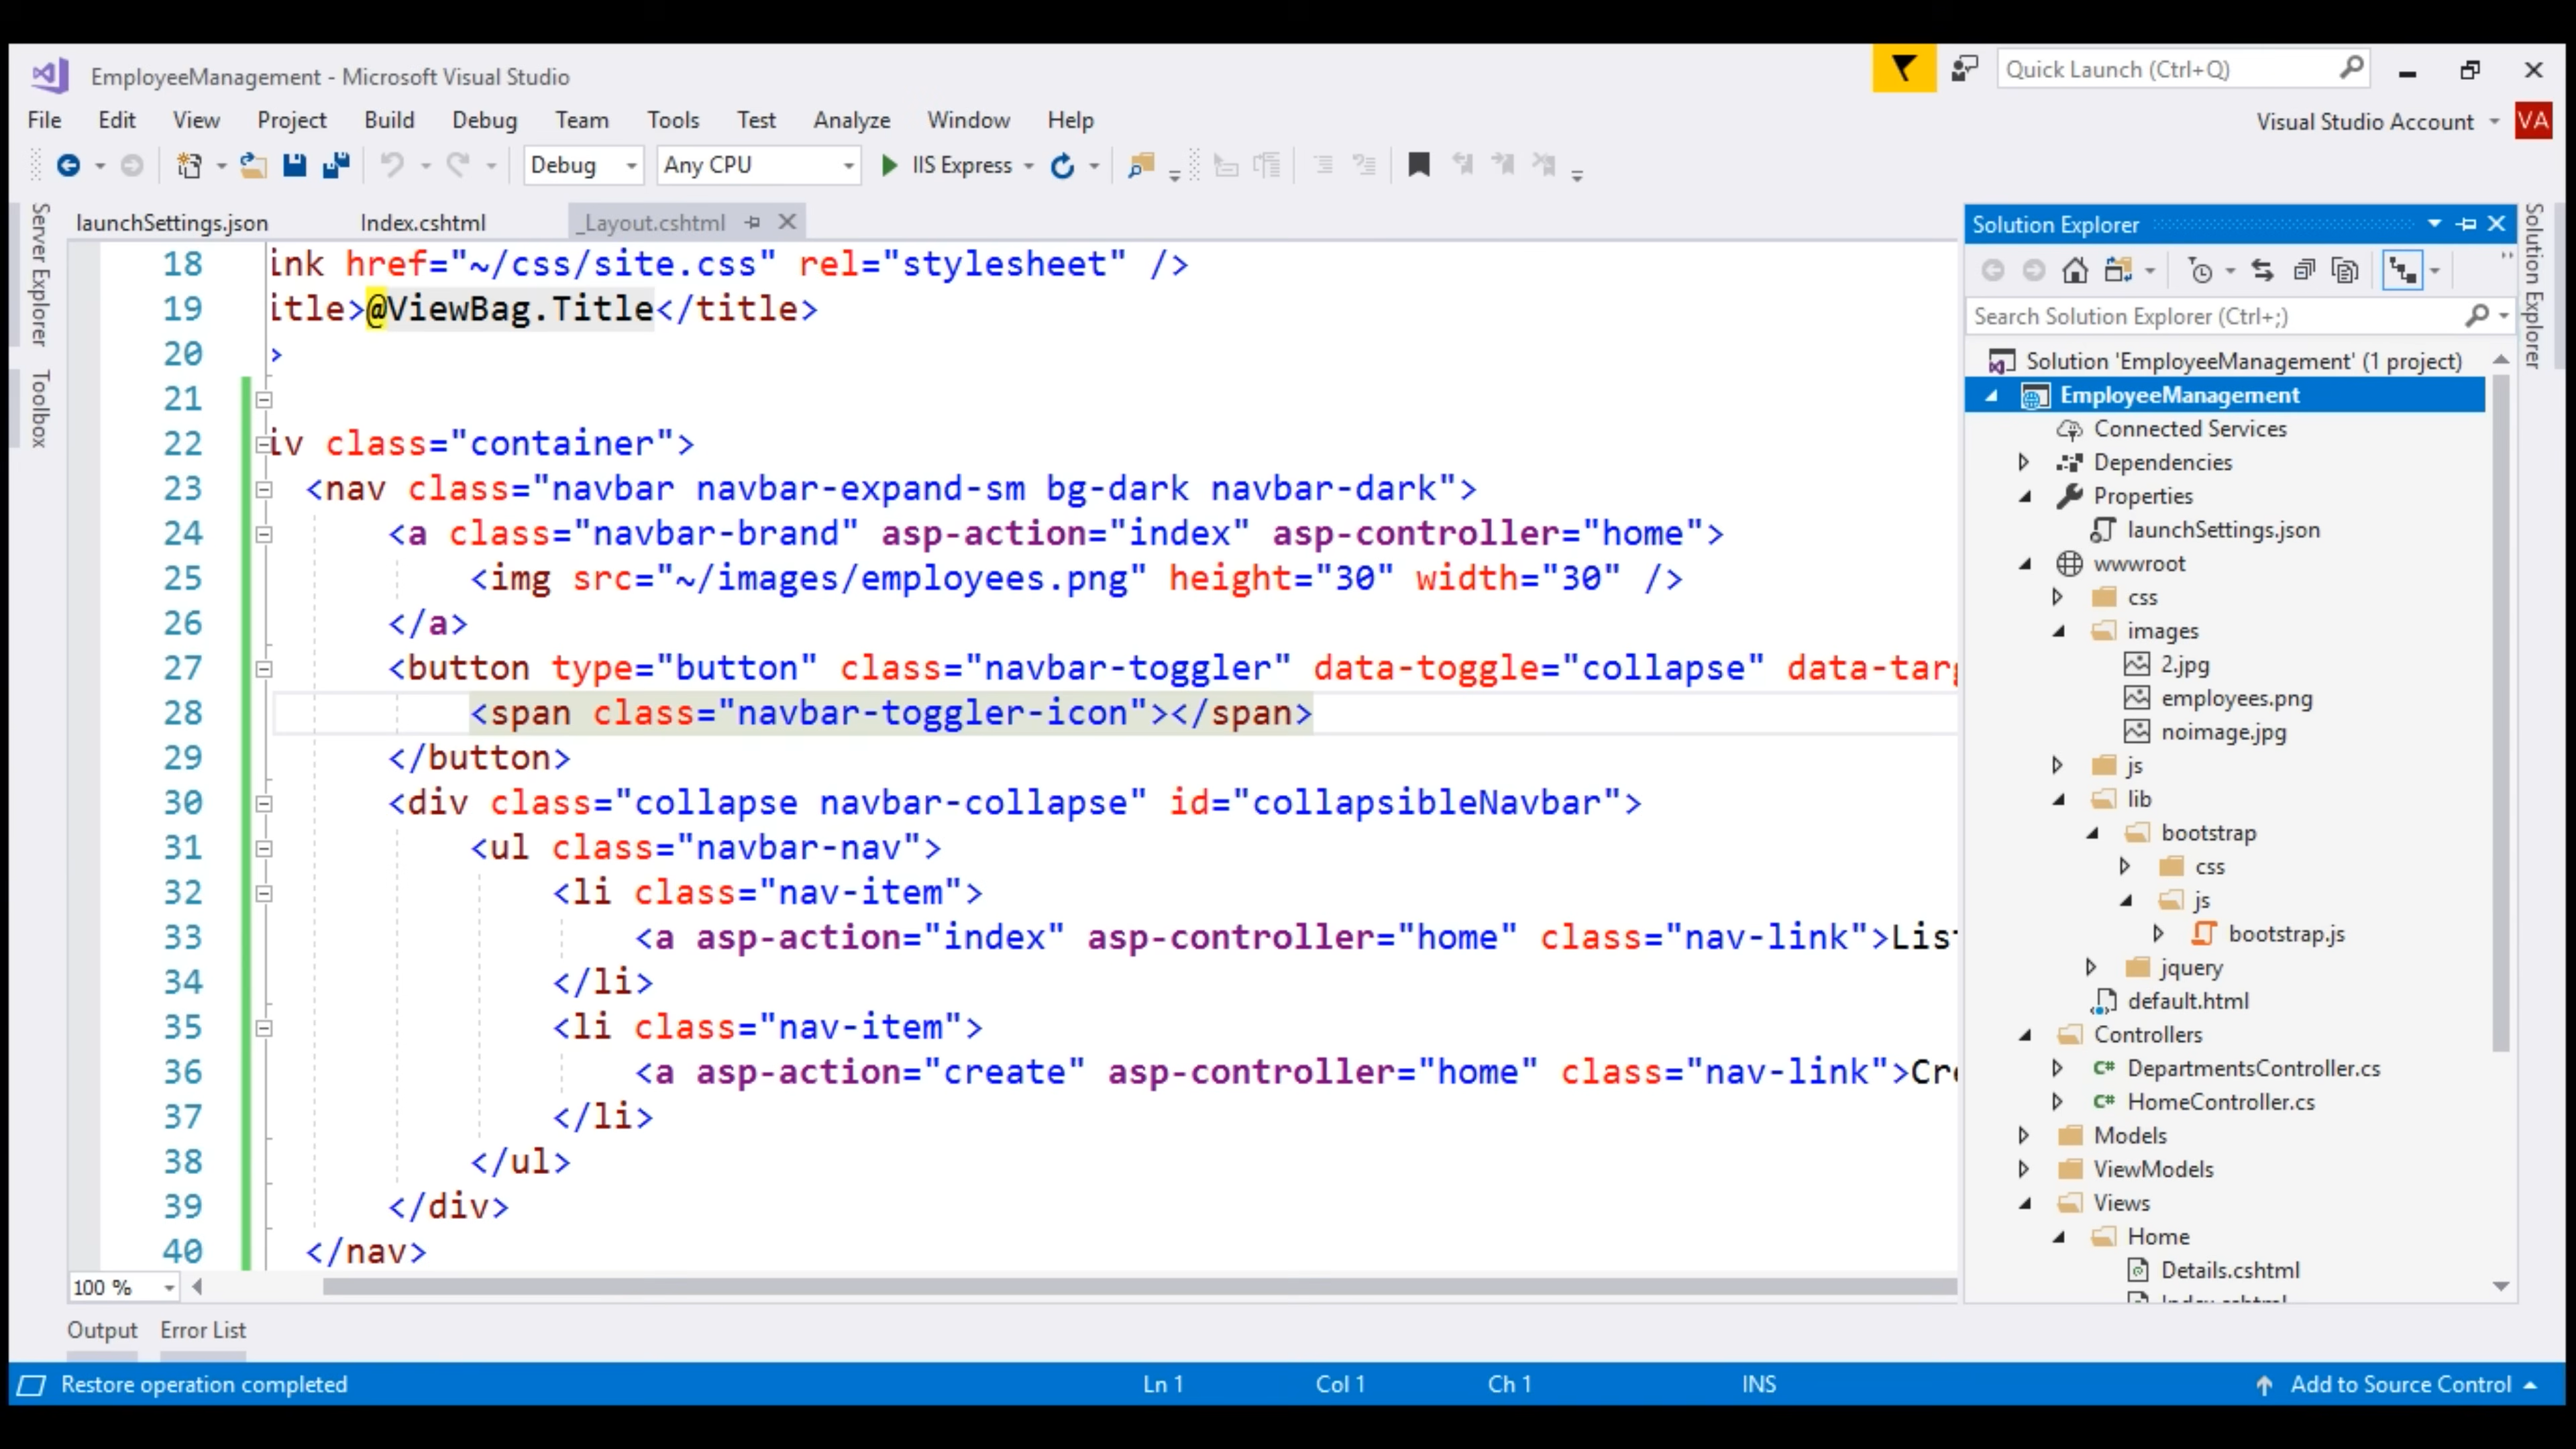 EmployeeManagement - Microsoft Visual Studio
Quick Launch (Ctrl+Q)
File Edit View Project Build Debug Team Tools Test Analyze Window Help
Visual Studio Account VA
Debug Any CPU IIS Express
Server Explorer
Toolbox
launchSettings.json Index.cshtml _Layout.cshtml
18 ink href="~/css/site.css" rel="stylesheet" />
19 itle>@ViewBag.Title</title>
20 >
21
22 iv class="container">
23 <nav class="navbar navbar-expand-sm bg-dark navbar-dark">
24 <a class="navbar-brand" asp-action="index" asp-controller="home">
25 <img src="~/images/employees.png" height="30" width="30" />
26 </a>
27 <button type="button" class="navbar-toggler" data-toggle="collapse" data-targ
28 <span class="navbar-toggler-icon"></span>
29 </button>
30 <div class="collapse navbar-collapse" id="collapsibleNavbar">
31 <ul class="navbar-nav">
32 <li class="nav-item">
33 <a asp-action="index" asp-controller="home" class="nav-link">List
34 </li>
35 <li class="nav-item">
36 <a asp-action="create" asp-controller="home" class="nav-link">Cre
37 </li>
38 </ul>
39 </div>
40 </nav>
100 %
Output Error List
Solution Explorer
Search Solution Explorer (Ctrl+;)
Solution 'EmployeeManagement' (1 project)
EmployeeManagement
Connected Services
Dependencies
Properties
launchSettings.json
wwwroot
css
images
2.jpg
employees.png
noimage.jpg
js
lib
bootstrap
css
js
bootstrap.js
jquery
default.html
Controllers
C# DepartmentsController.cs
C# HomeController.cs
Models
ViewModels
Views
Home
Details.cshtml
Index.cshtml
Solution Explorer
Restore operation completed Ln 1 Col 1 Ch 1 INS Add to Source Control